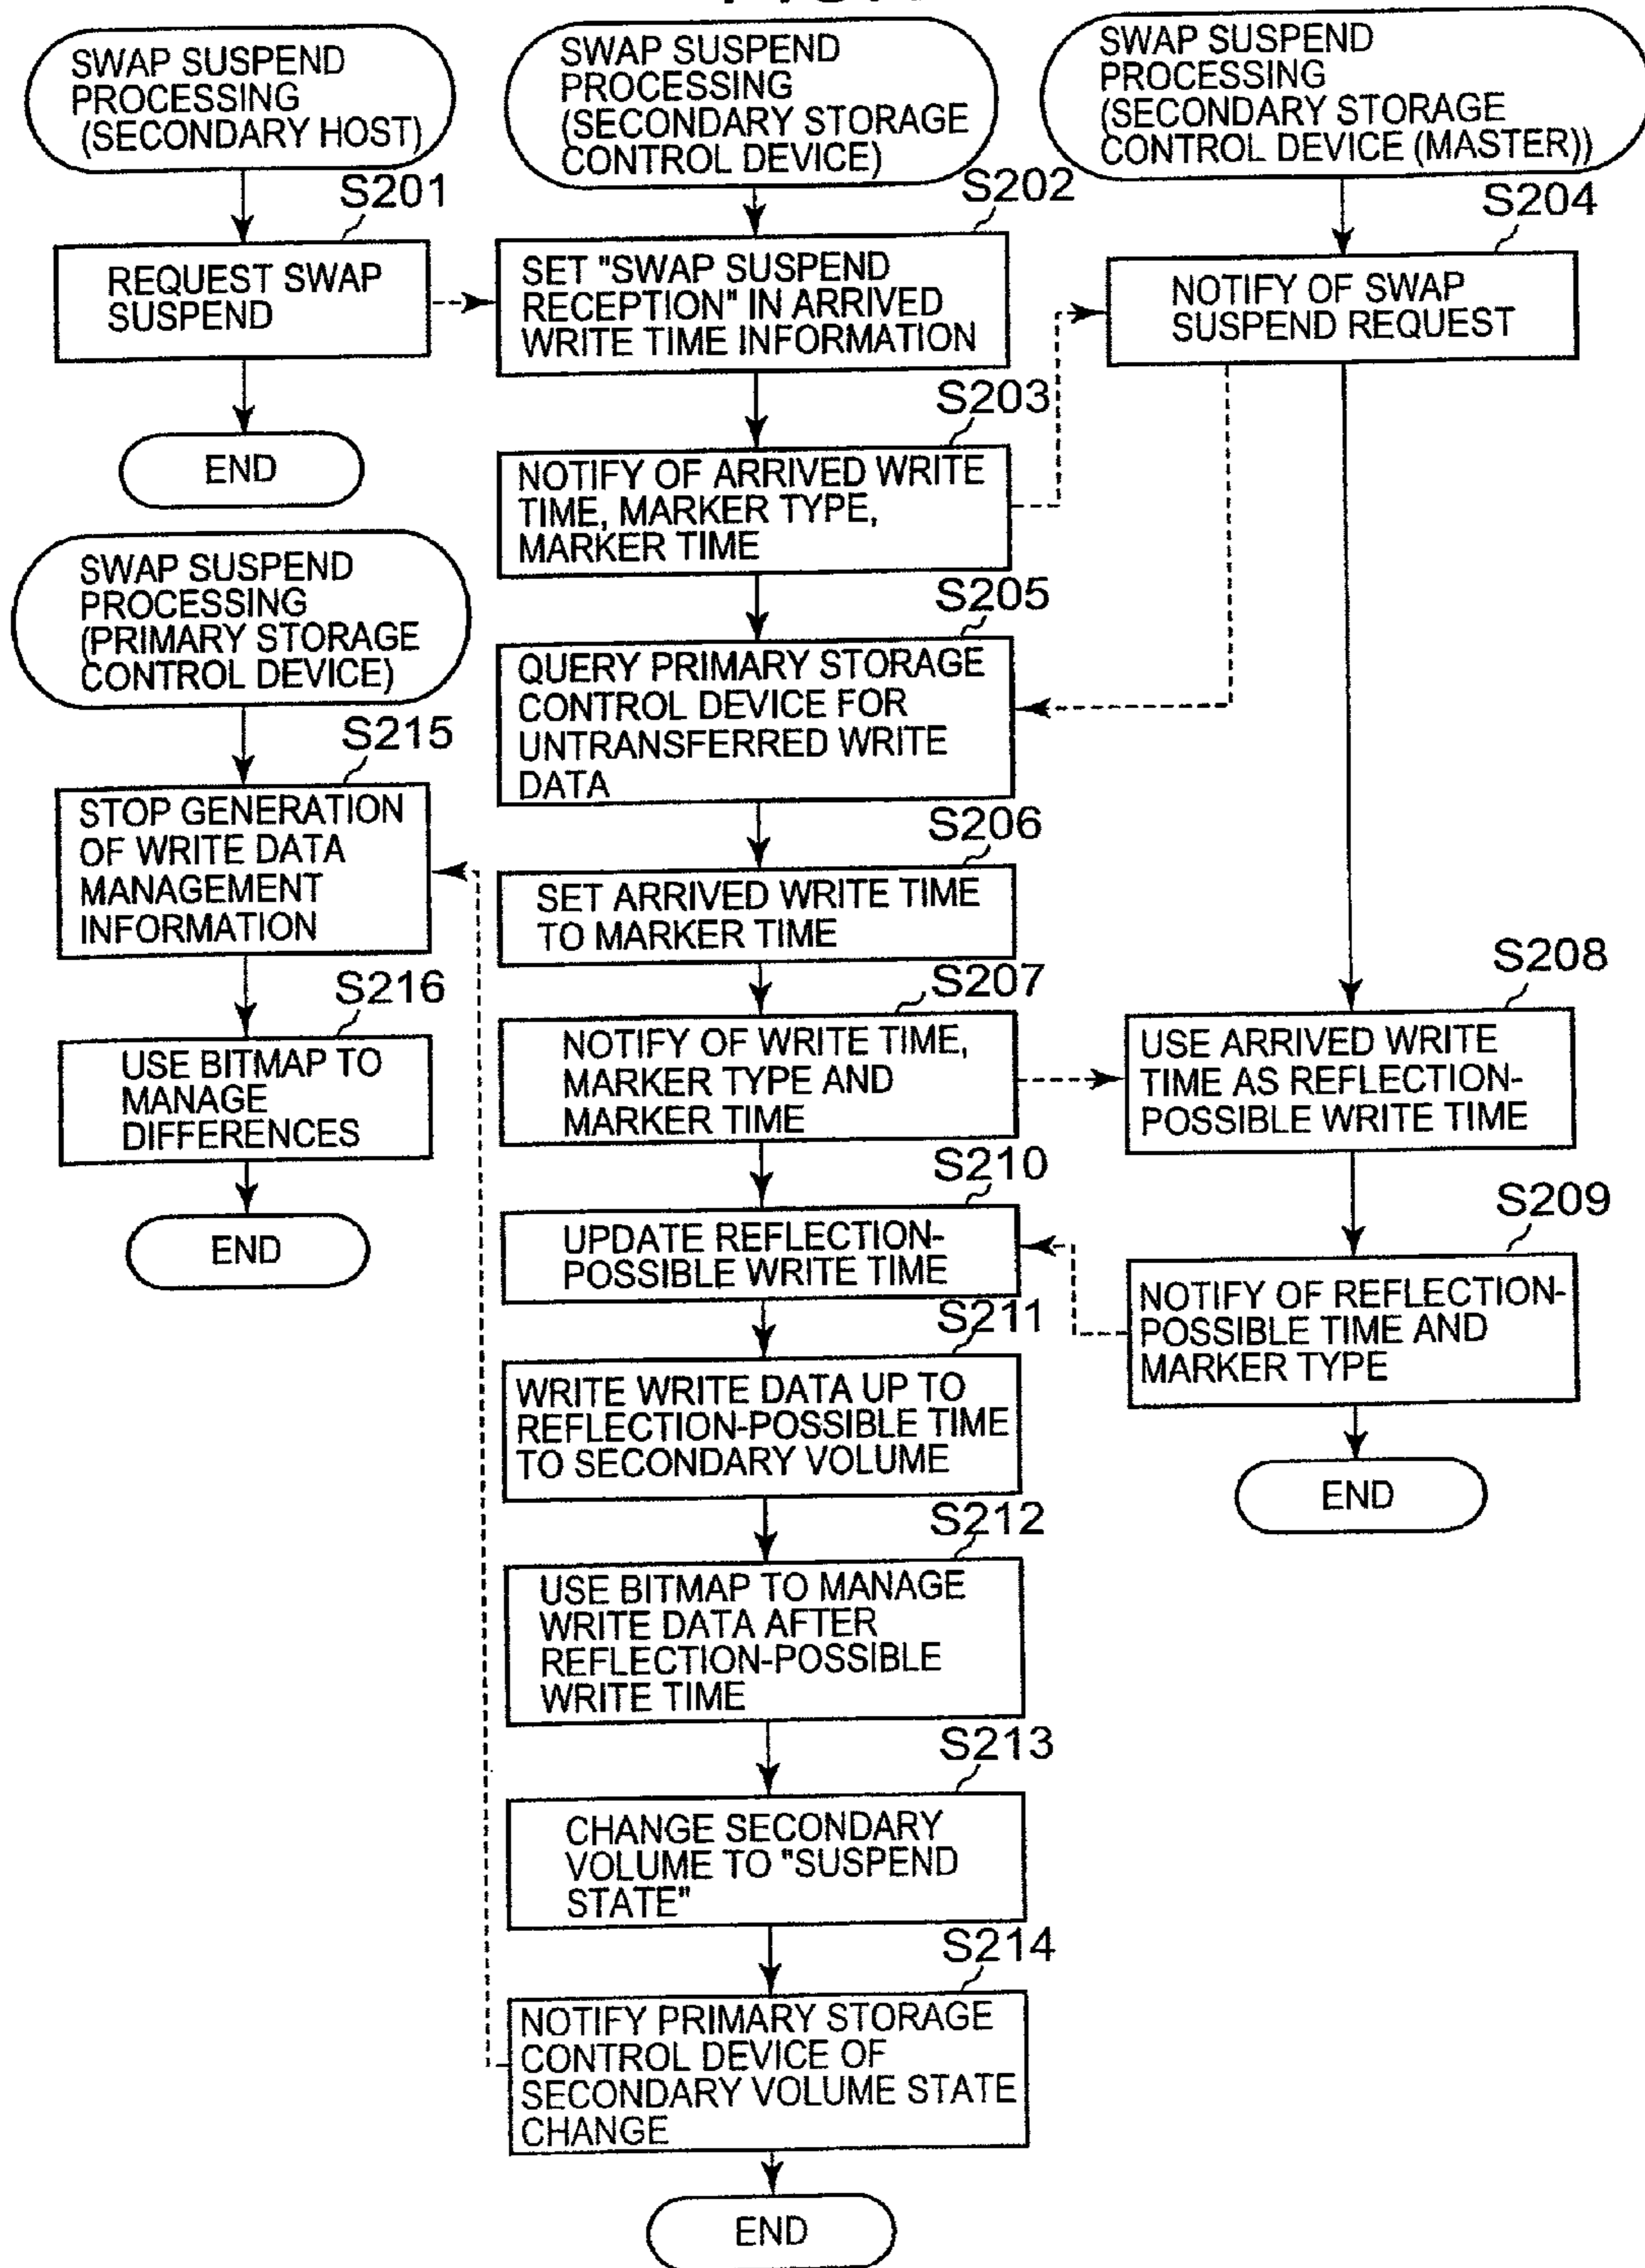 SWAP SUSPEND
PROCESSING
(SECONDARY HOST)
S201
REQUEST SWAP
SUSPEND
END
SWAP SUSPEND
PROCESSING
(PRIMARY STORAGE
CONTROL DEVICE)
S215
STOP GENERATION
OF WRITE DATA
MANAGEMENT
INFORMATION
S216
USE BITMAP TO
MANAGE
DIFFERENCES
END
SWAP SUSPEND
PROCESSING
(SECONDARY STORAGE
CONTROL DEVICE)
S202
SET "SWAP SUSPEND
RECEPTION" IN ARRIVED
WRITE TIME INFORMATION
S203
NOTIFY OF ARRIVED WRITE
TIME, MARKER TYPE,
MARKER TIME
S205
QUERY PRIMARY STORAGE
CONTROL DEVICE FOR
UNTRANSFERRED WRITE
DATA
S206
SET ARRIVED WRITE TIME
TO MARKER TIME
S207
NOTIFY OF WRITE TIME,
MARKER TYPE AND
MARKER TIME
S210
UPDATE REFLECTION-
POSSIBLE WRITE TIME
S211
WRITE WRITE DATA UP TO
REFLECTION-POSSIBLE TIME
TO SECONDARY VOLUME
S212
USE BITMAP TO MANAGE
WRITE DATA AFTER
REFLECTION-POSSIBLE
WRITE TIME
S213
CHANGE SECONDARY
VOLUME TO "SUSPEND
STATE"
S214
NOTIFY PRIMARY STORAGE
CONTROL DEVICE OF
SECONDARY VOLUME STATE
CHANGE
END
SWAP SUSPEND
PROCESSING
(SECONDARY STORAGE
CONTROL DEVICE (MASTER))
S204
NOTIFY OF SWAP
SUSPEND REQUEST
S208
USE ARRIVED WRITE
TIME AS REFLECTION-
POSSIBLE WRITE TIME
S209
NOTIFY OF REFLECTION-
POSSIBLE TIME AND
MARKER TYPE
END